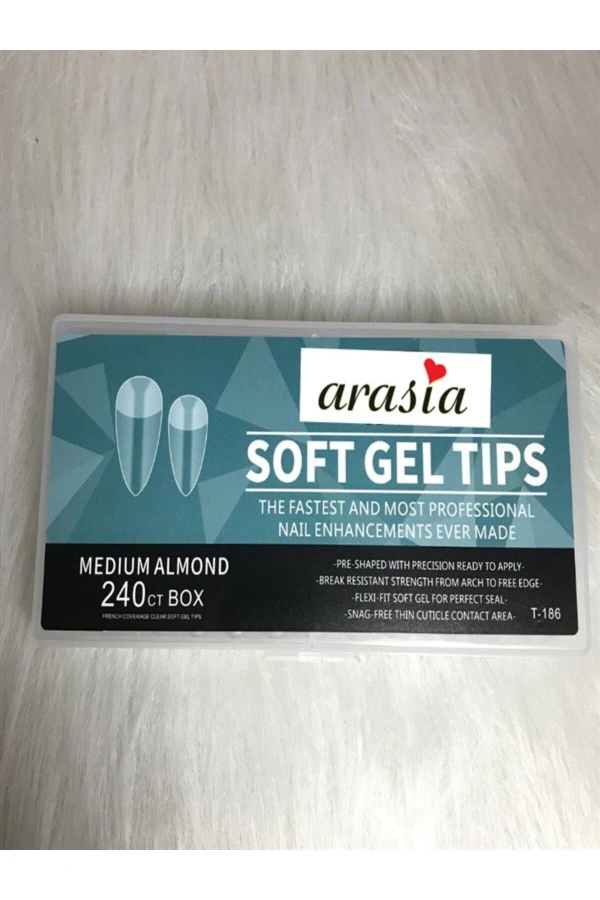 arasia
SOFT GEL TIPS
THE FASTEST AND MOST PROFESSIONAL
NAIL ENHANCEMENTS EVER MADE
MEDIUM ALMOND
240CT BOX
FRENCH COVERAGE CLEAR SOFT GEL TIPS
-PRE-SHAPED WITH PRECISION READY TO APPLY-
-BREAK RESISTANT STRENGTH FROM ARCH TO FREE EDGE-
-FLEXI-FIT SOFT GEL FOR PERFECT SEAL-
-SNAG-FREE THIN CUTICLE CONTACT AREA-
T-186